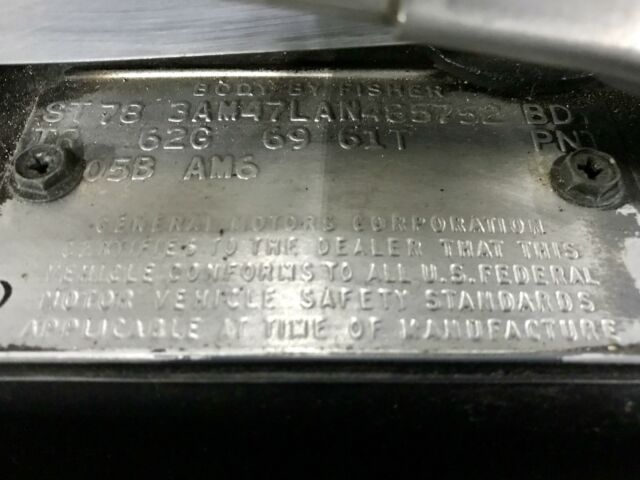 BODY BY FISHER
ST 78 3AM47LAN485752 BDY
TR 62G 69 61T PNT
05B AM6
GENERAL MOTORS CORPORATION
CERTIFIES TO THE DEALER THAT THIS
VEHICLE CONFORMS TO ALL U.S. FEDERAL
MOTOR VEHICLE SAFETY STANDARDS
APPLICABLE AT TIME OF MANUFACTURE